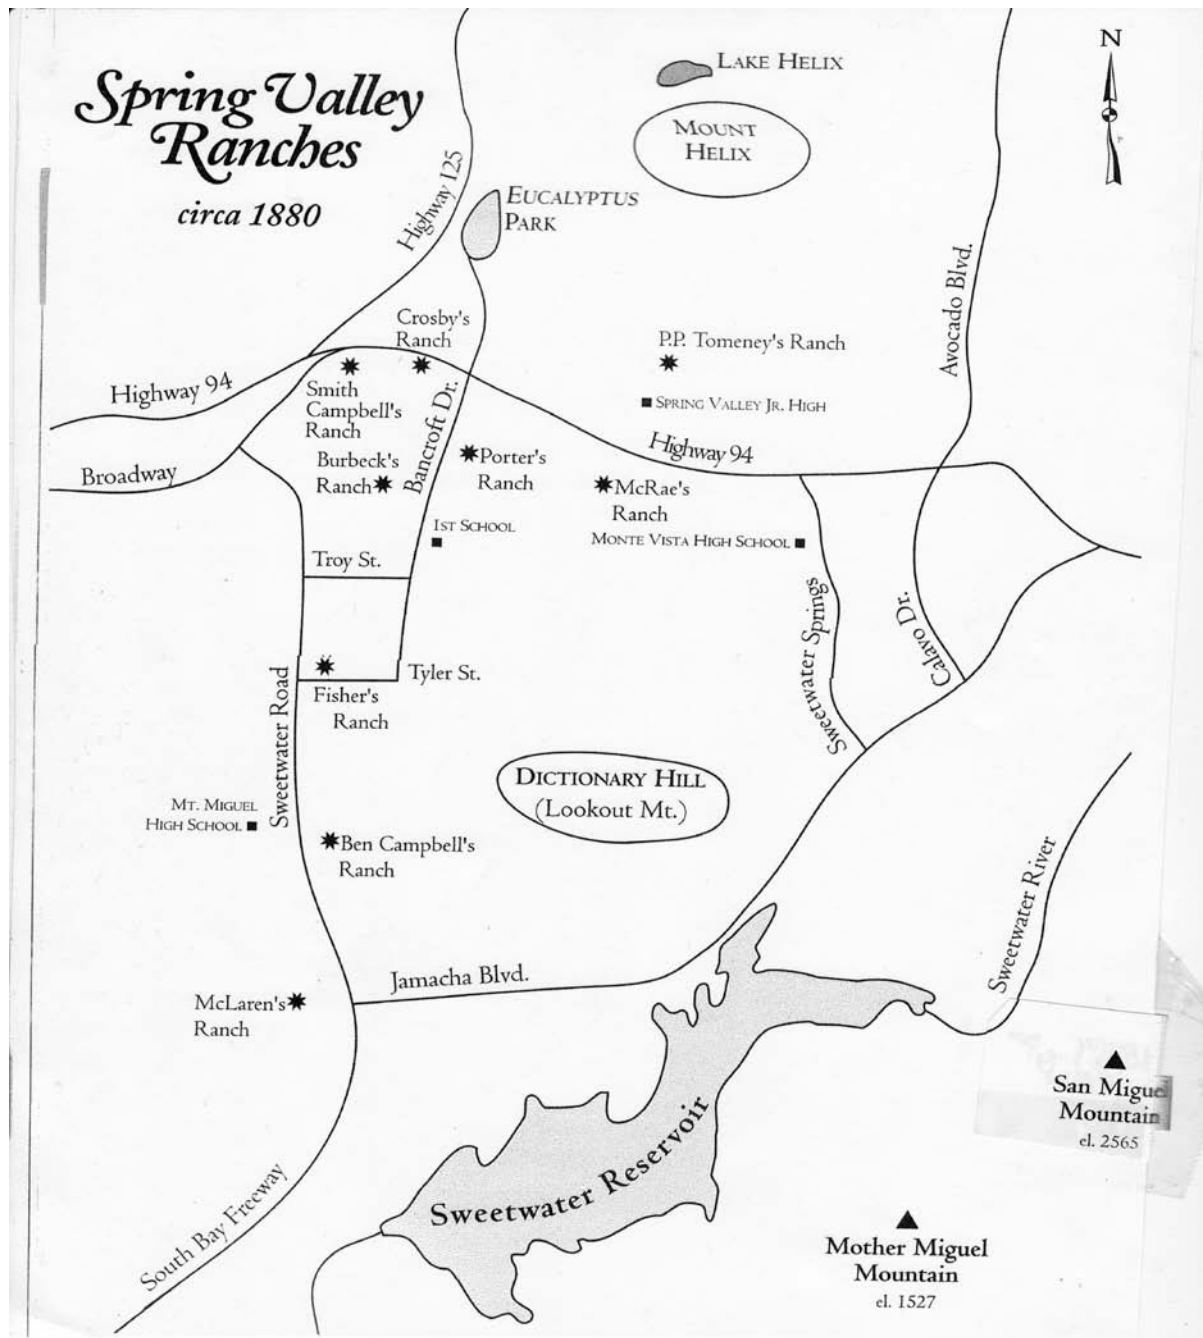 Spring Valley
Ranches
circa 1880
N
LAKE HELIX
MOUNT
HELIX
Highway 125
EUCALYPTUS
PARK
Avocado Blvd.
Crosby's
Ranch
P.P. Tomeney's Ranch
Highway 94
Smith
Campbell's
Ranch
Bancroft Dr.
SPRING VALLEY JR. HIGH
Highway 94
Broadway
Burbeck's
Ranch
Porter's
Ranch
McRae's
Ranch
1ST SCHOOL
MONTE VISTA HIGH SCHOOL
Troy St.
Sweetwater Springs
Calavo Dr.
Tyler St.
Fisher's
Ranch
Sweetwater Road
DICTIONARY HILL
(Lookout Mt.)
MT. MIGUEL
HIGH SCHOOL
Ben Campbell's
Ranch
Sweetwater River
Jamacha Blvd.
McLaren's
Ranch
San Miguel
Mountain
el. 2565
Sweetwater Reservoir
South Bay Freeway
Mother Miguel
Mountain
el. 1527